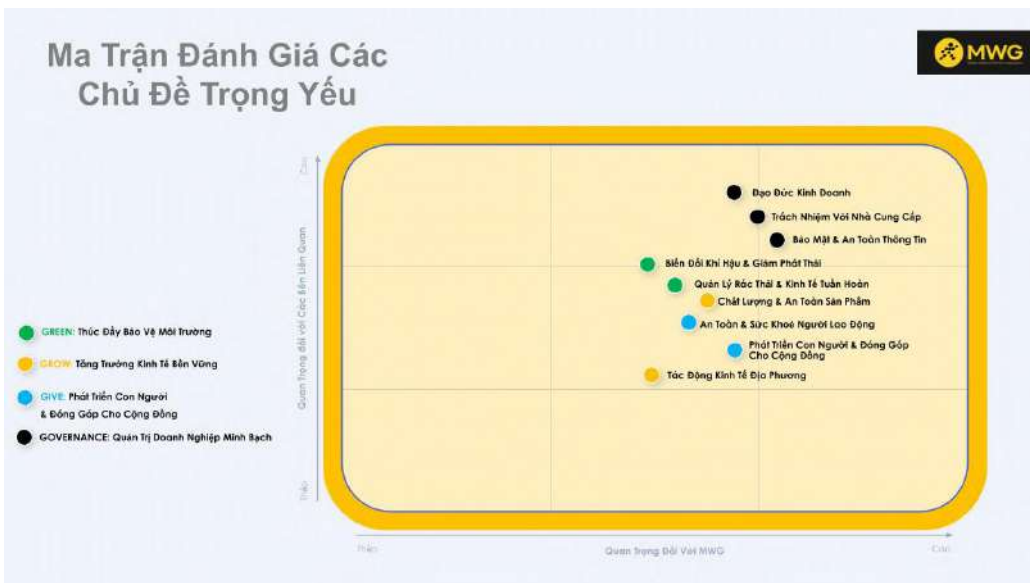 Ma Trận Đánh Giá Các
Chủ Đề Trọng Yếu
MWG
Cao
Quan Trọng đối với Các Bên Liên Quan
Thấp
Đạo Đức Kinh Doanh
Trách Nhiệm Với Nhà Cung Cấp
Bảo Mật & An Toàn Thông Tin
Biến Đổi Khí Hậu & Giảm Phát Thải
Quản Lý Rác Thải & Kinh Tế Tuần Hoàn
Chất Lượng & An Toàn Sản Phẩm
An Toàn & Sức Khoẻ Người Lao Động
Phát Triển Con Người & Đóng Góp
Cho Cộng Đồng
Tác Động Kinh Tế Địa Phương
GREEN: Thúc Đẩy Bảo Vệ Môi Trường
GROW: Tăng Trưởng Kinh Tế Bền Vững
GIVE: Phát Triển Con Người
& Đóng Góp Cho Cộng Đồng
GOVERNANCE: Quản Trị Doanh Nghiệp Minh Bạch
Thấp
Quan Trọng Đối Với MWG
Cao